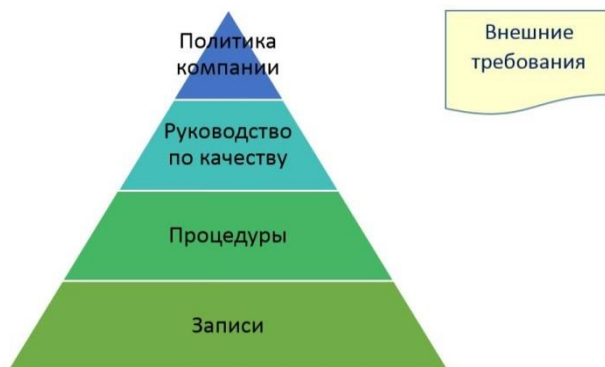 Политика
компании
Руководство
по качеству
Процедуры
Записи
Внешние
требования